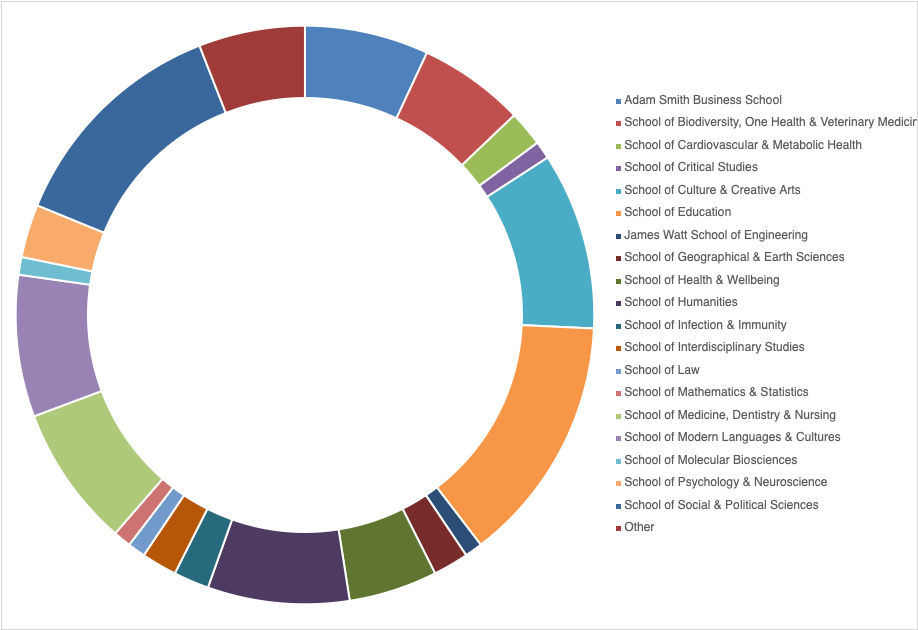 Adam Smith Business School
School of Biodiversity, One Health & Veterinary Medicin
School of Cardiovascular & Metabolic Health
School of Critical Studies
School of Culture & Creative Arts
School of Education
James Watt School of Engineering
School of Geographical & Earth Sciences
School of Health & Wellbeing
School of Humanities
School of Infection & Immunity
School of Interdisciplinary Studies
School of Law
School of Mathematics & Statistics
School of Medicine, Dentistry & Nursing
School of Modern Languages & Cultures
School of Molecular Biosciences
School of Psychology & Neuroscience
School of Social & Political Sciences
Other